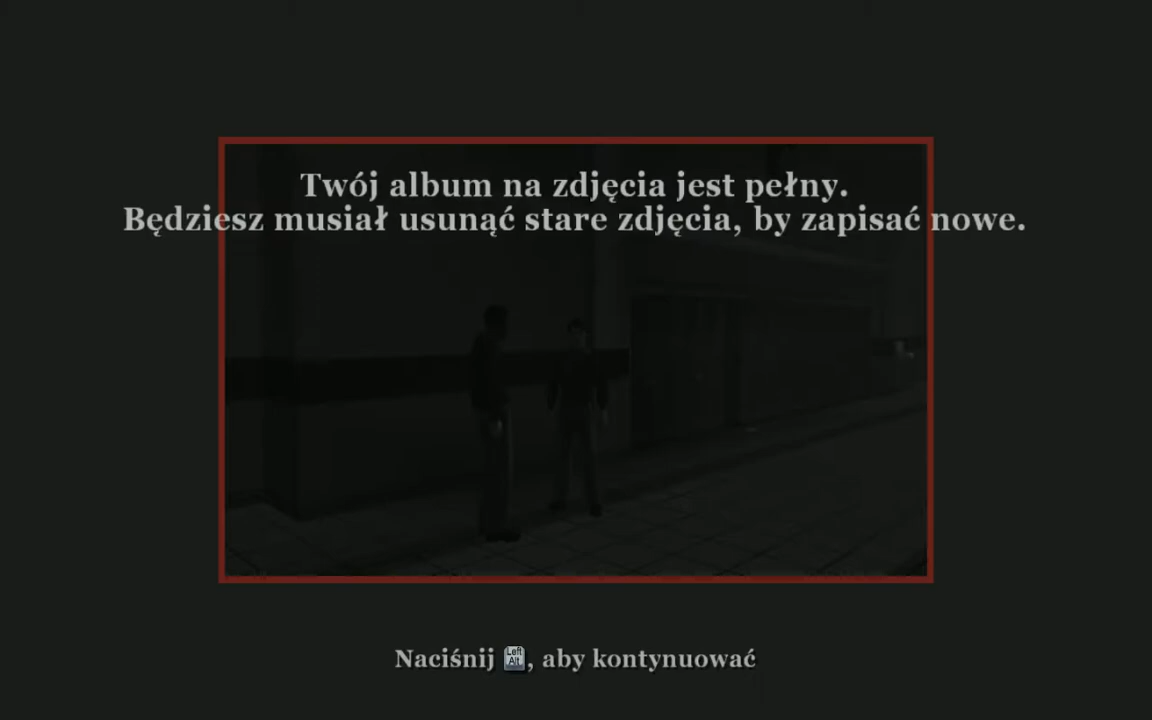 Twój album na zdjęcia jest pełny.
Będziesz musiał usunąć stare zdjęcia, by zapisać nowe.
Naciśnij Left Alt, aby kontynuować